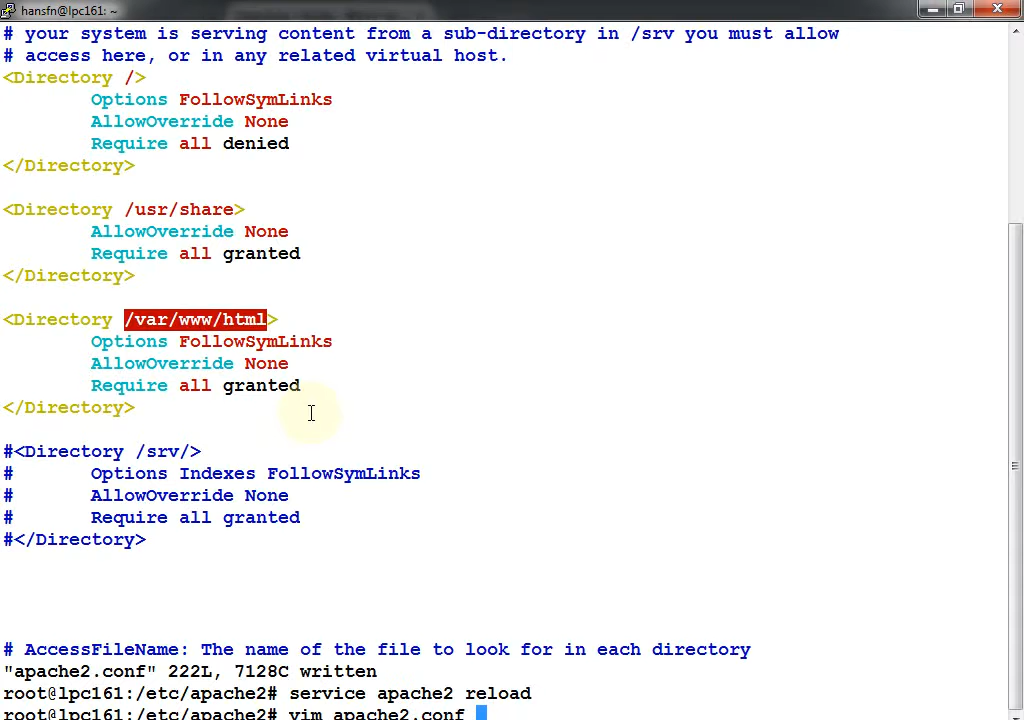 hansfn@lpc161: ~
# your system is serving content from a sub-directory in /srv you must allow
# access here, or in any related virtual host.
<Directory />
        Options FollowSymLinks
        AllowOverride None
        Require all denied
</Directory>

<Directory /usr/share>
        AllowOverride None
        Require all granted
</Directory>

<Directory /var/www/html>
        Options FollowSymLinks
        AllowOverride None
        Require all granted
</Directory>

#<Directory /srv/>
#       Options Indexes FollowSymLinks
#       AllowOverride None
#       Require all granted
#</Directory>

# AccessFileName: The name of the file to look for in each directory
"apache2.conf" 222L, 7128C written
root@lpc161:/etc/apache2# service apache2 reload
root@lpc161:/etc/apache2# vim apache2.conf